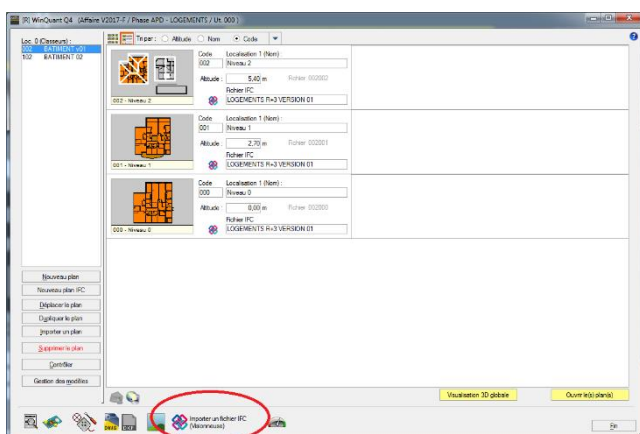 [R] WinQuant Q4 (Affaire V2017-F / Phase APD - LOGEMENTS / Ut. 000 )
Loc. 0 (Classeurs) :
002 BATIMENT v01
102 BATIMENT 02
Trier par : Altitude Nom Code
Code Localisation 1 (Nom) :
002 Niveau 2
Altitude : 5,40 m Fichier 002002
Fichier IFC
LOGEMENTS R+3 VERSION 01
002 - Niveau 2
Code Localisation 1 (Nom) :
001 Niveau 1
Altitude : 2,70 m Fichier 002001
Fichier IFC
LOGEMENTS R+3 VERSION 01
001 - Niveau 1
Code Localisation 1 (Nom) :
000 Niveau 0
Altitude : 0,00 m Fichier 002000
Fichier IFC
LOGEMENTS R+3 VERSION 01
000 - Niveau 0
Nouveau plan
Nouveau plan IFC
Déplacer le plan
Dupliquer le plan
Importer un plan
Supprimer le plan
Contrôler
Gestion des modèles
Visualisation 3D globale
Ouvrir le(s) plan(s)
Importer un fichier IFC
(Visionneuse)
Fin